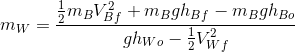 m_W = \frac{\frac{1}{2}m_B V_{Bf}^2 + m_B g h_{Bf} - m_B g h_{Bo}}{g h_{Wo} - \frac{1}{2}V_{Wf}^2}